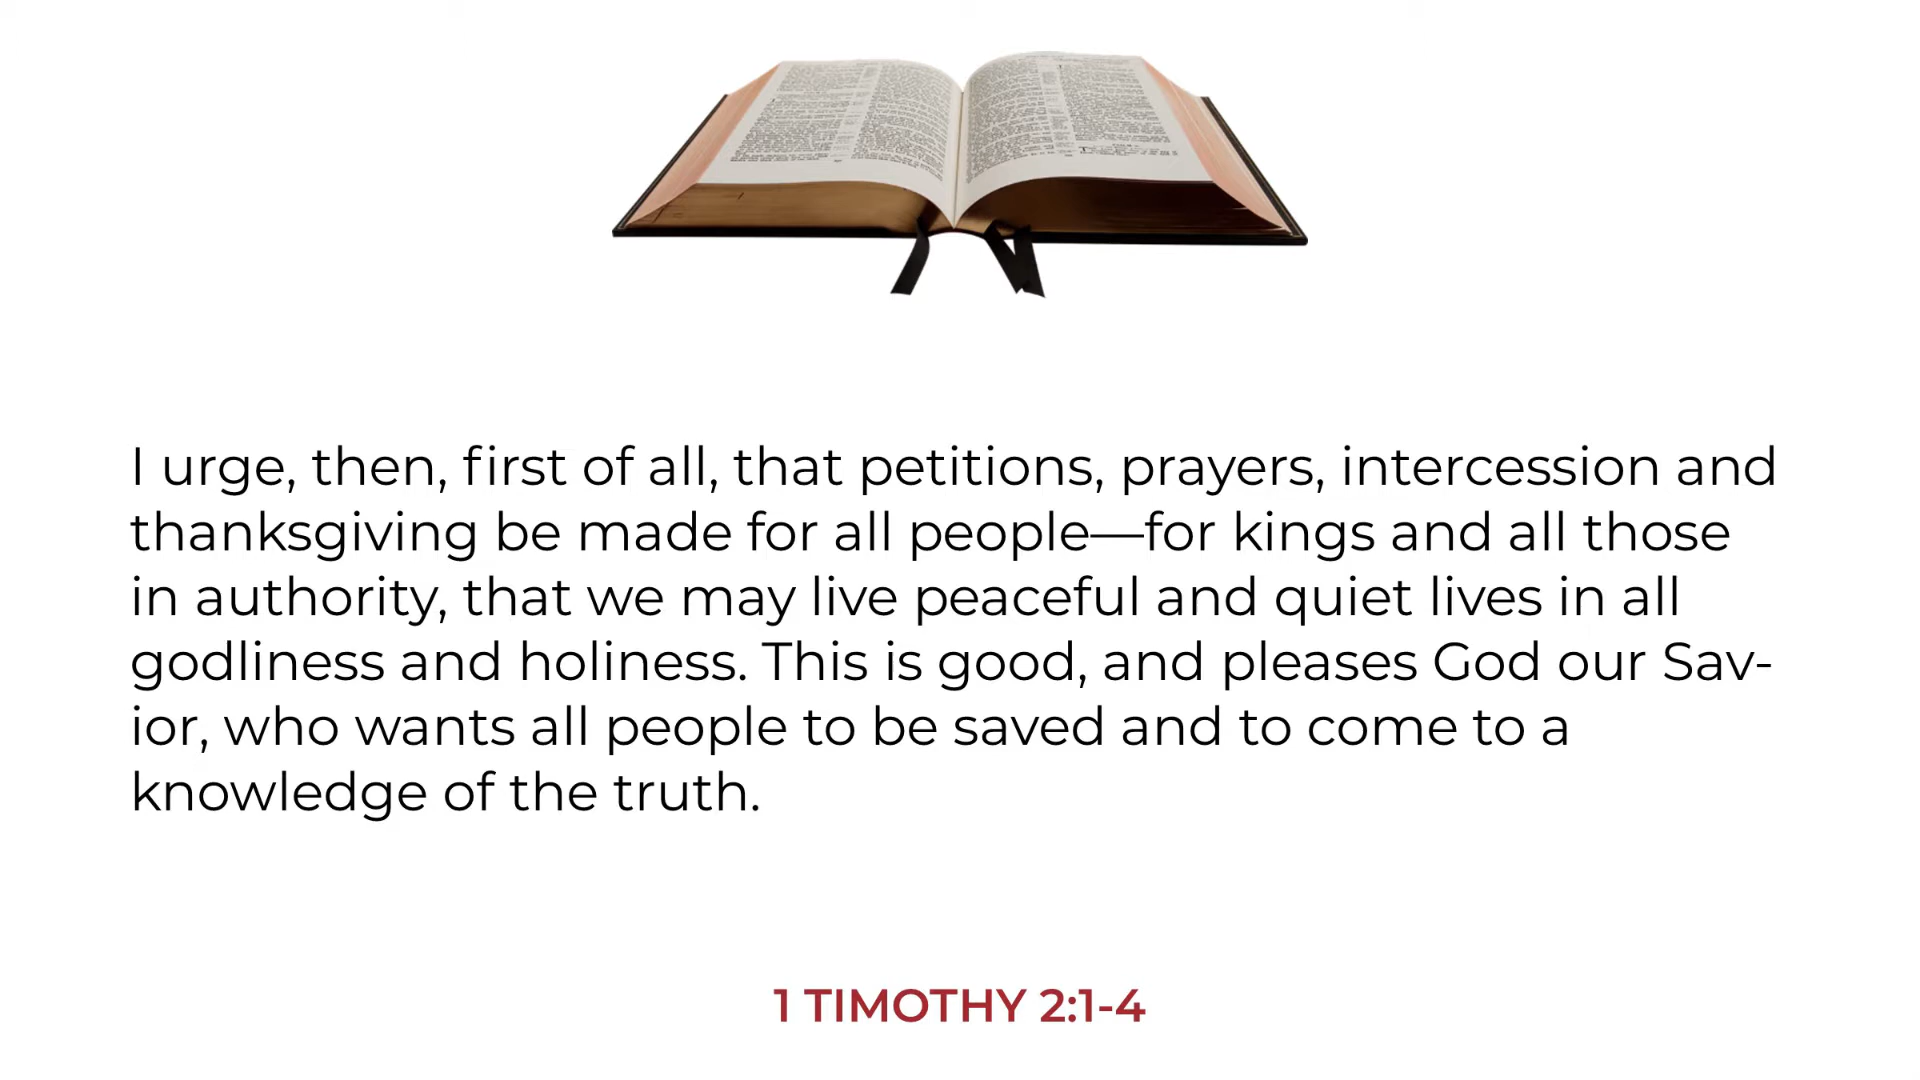 I urge, then, first of all, that petitions, prayers, intercession and
thanksgiving be made for all people—for kings and all those
in authority, that we may live peaceful and quiet lives in all
godliness and holiness. This is good, and pleases God our Sav-
ior, who wants all people to be saved and to come to a
knowledge of the truth.
1 TIMOTHY 2:1-4